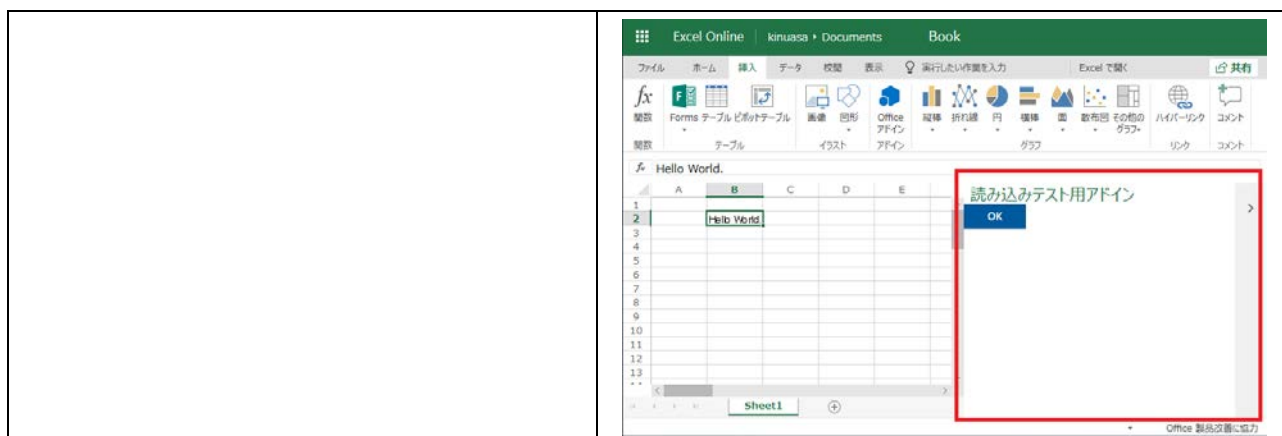 Excel Online kinuasa › Documents Book
ファイル ホーム 挿入 データ 校閲 表示 実行したい作業を入力 Excel で開く 共有
fx F
関数 Forms テーブル ピボットテーブル 画像 図形 Office アドイン 縦棒 折れ線 円 横棒 面 散布図 その他の グラフ ハイパーリンク コメント
関数 テーブル イラスト アドイン グラフ リンク コメント
fx Hello World.
A B C D E
1
2 Hello World.
3
4
5
6
7
8
9
10
11
12
13
読み込みテスト用アドイン
OK
Sheet1
Office 製品改善に協力